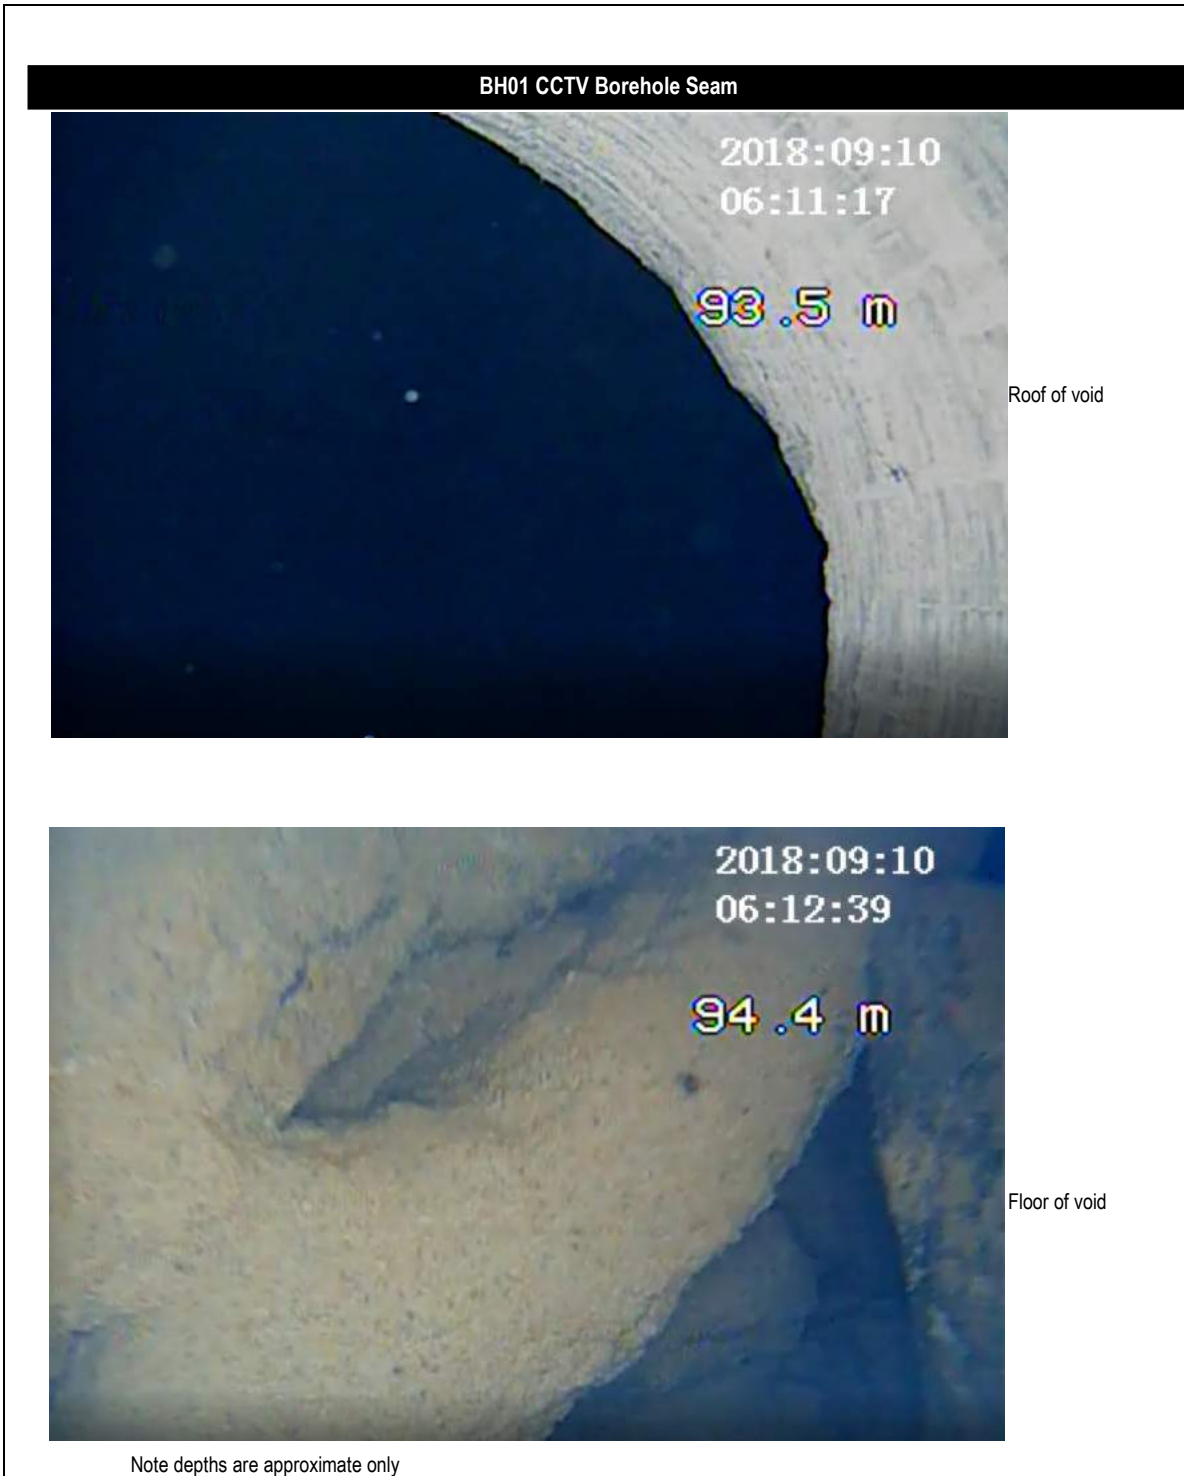 BH01 CCTV Borehole Seam
2018:09:10
06:11:17
93.5 m
Roof of void
2018:09:10
06:12:39
94.4 m
Floor of void
Note depths are approximate only